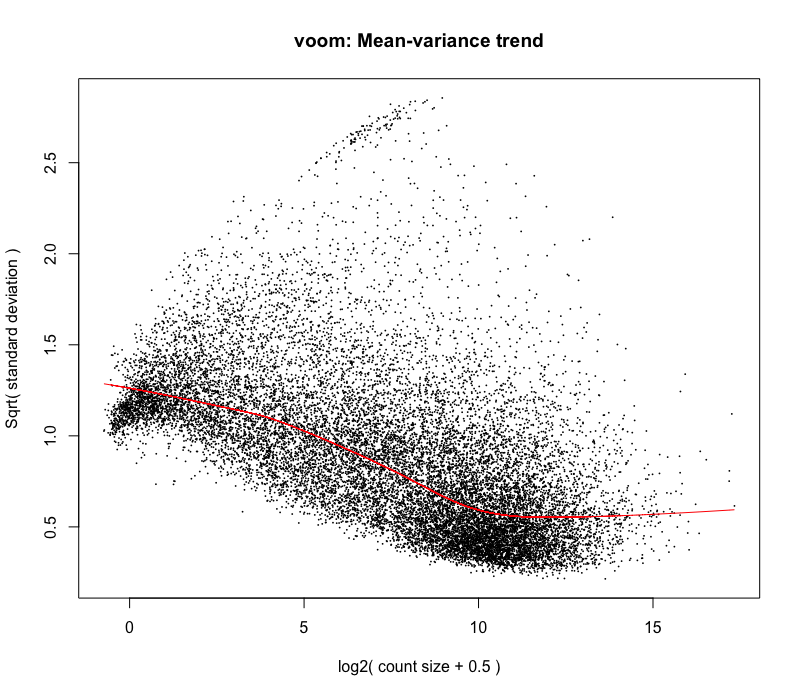 voom: Mean-variance trend
Sqrt( standard deviation )
2.5
2.0
1.5
1.0
0.5
0 5 10 15
log2( count size + 0.5 )